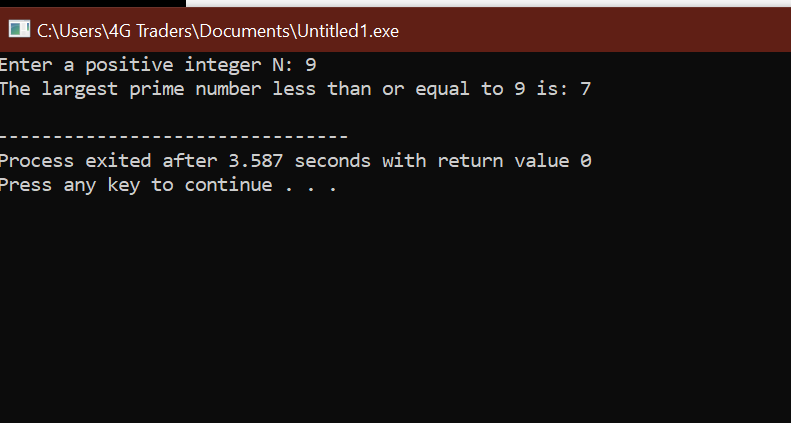 C:\Users\4G Traders\Documents\Untitled1.exe
Enter a positive integer N: 9
The largest prime number less than or equal to 9 is: 7
--------------------------------
Process exited after 3.587 seconds with return value 0
Press any key to continue . . .